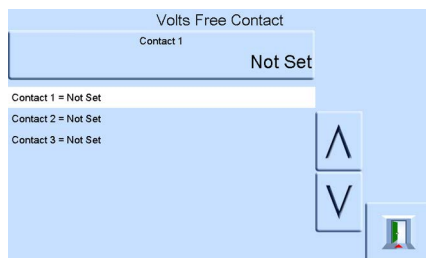 Volts Free Contact
Contact 1
Not Set
Contact 1 = Not Set
Contact 2 = Not Set
Contact 3 = Not Set